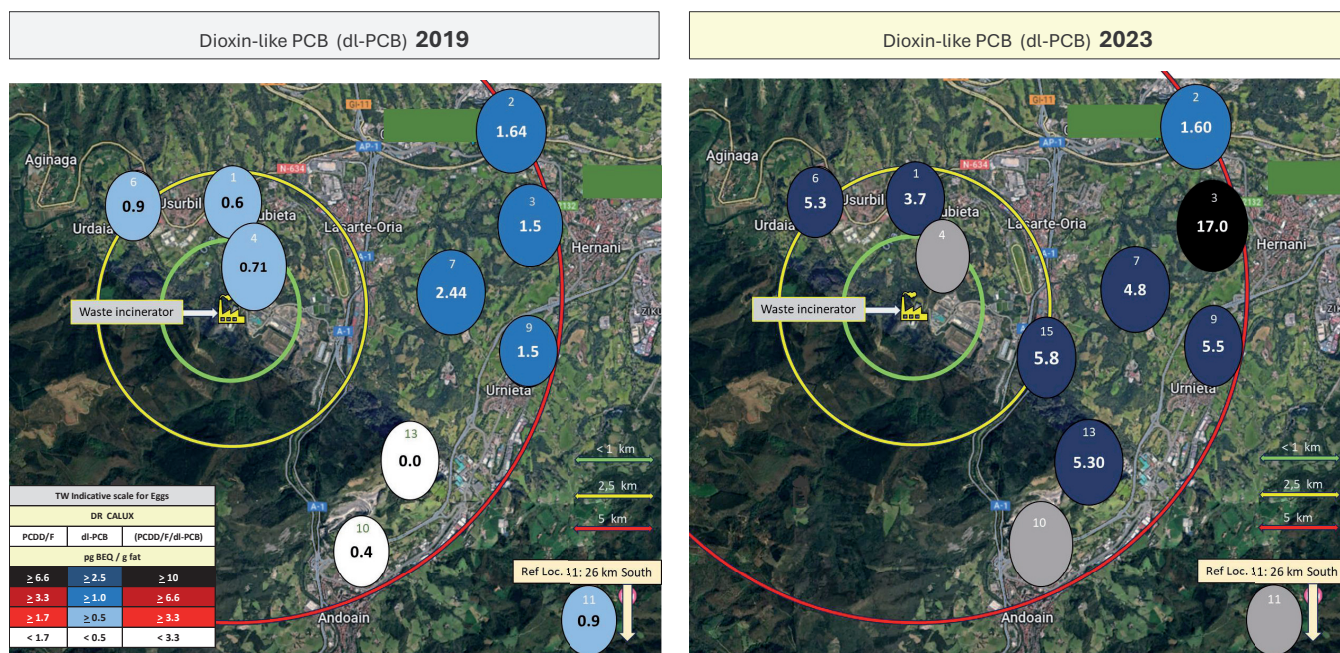 Dioxin-like PCB (dl-PCB) 2019
GI-11
2
1.64
AP-1
Aginaga
N-634
6
0.9
Usurbil
1
0.6
Zubieta
Urdaia
Lasarte-Oria
3
1.5
Hernani
4
0.71
A-1
7
2.44
Waste incinerator
A-1
9
1.5
Urnieta
13
0.0
< 1 km
2,5 km
5 km
TW Indicative scale for Eggs
DR CALUX
PCDD/F dl-PCB (PCDD/F/dl-PCB)
pg BEQ / g fat
≥ 6.6 ≥ 2.5 ≥ 10
≥ 3.3 ≥ 1.0 ≥ 6.6
≥ 1.7 ≥ 0.5 ≥ 3.3
< 1.7 < 0.5 < 3.3
A-1
10
0.4
Andoain
Ref Loc. 11: 26 km South
11
0.9
Dioxin-like PCB (dl-PCB) 2023
GI-11
2
1.60
AP-1
Aginaga
N-634
6
5.3
Usurbil
1
3.7
Zubieta
Urdaia
Lasarte-Oria
3
17.0
Hernani
4
A-1
7
4.8
Waste incinerator
15
5.8
9
5.5
Urnieta
13
5.30
< 1 km
2,5 km
5 km
A-1
10
Andoain
Ref Loc. 11: 26 km South
11